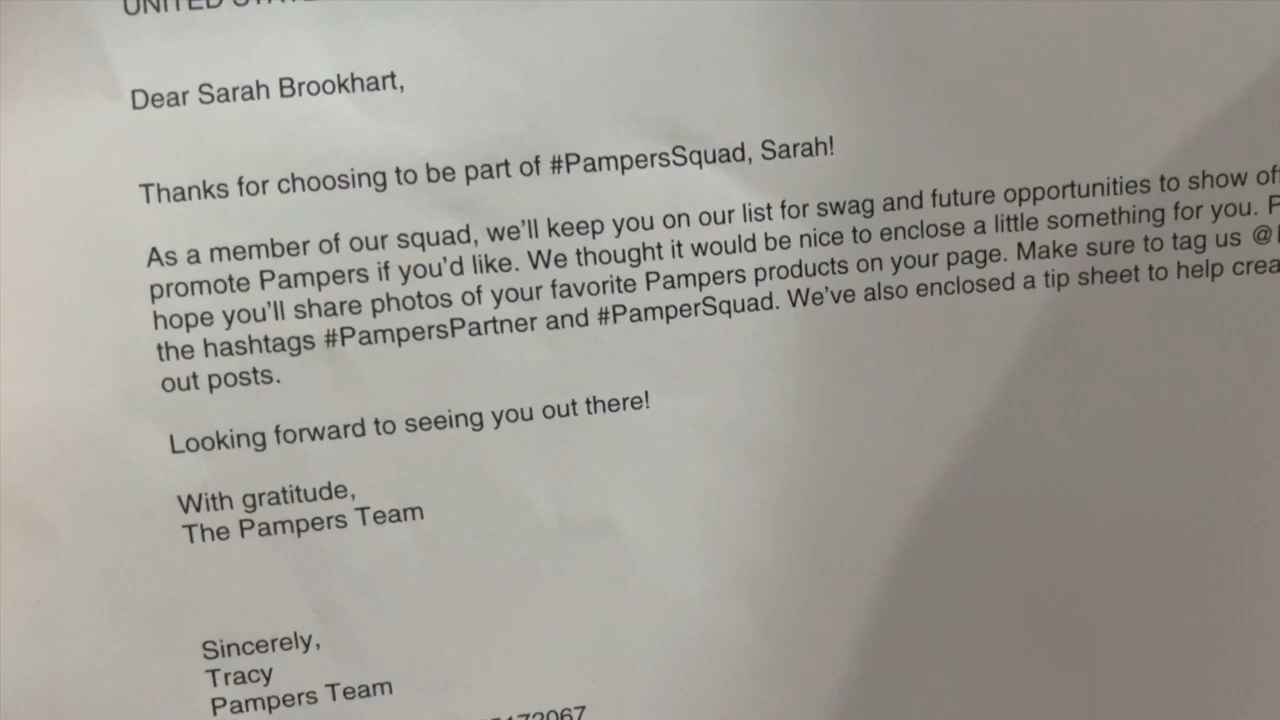 UNITED
Dear Sarah Brookhart,
Thanks for choosing to be part of #PampersSquad, Sarah!
As a member of our squad, we'll keep you on our list for swag and future opportunities to show off
promote Pampers if you'd like. We thought it would be nice to enclose a little something for you.
hope you'll share photos of your favorite Pampers products on your page. Make sure to tag us
the hashtags #PampersPartner and #PamperSquad. We've also enclosed a tip sheet to help
out posts.
Looking forward to seeing you out there!
With gratitude,
The Pampers Team
Sincerely,
Tracy
Pampers Team